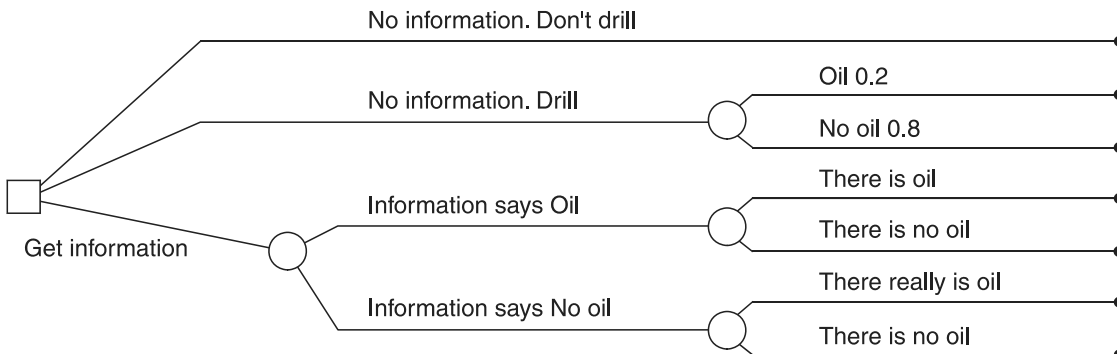 No information. Don't drill
Oil 0.2
No information. Drill
No oil 0.8
There is oil
Information says Oil
There is no oil
Get information
There really is oil
Information says No oil
There is no oil